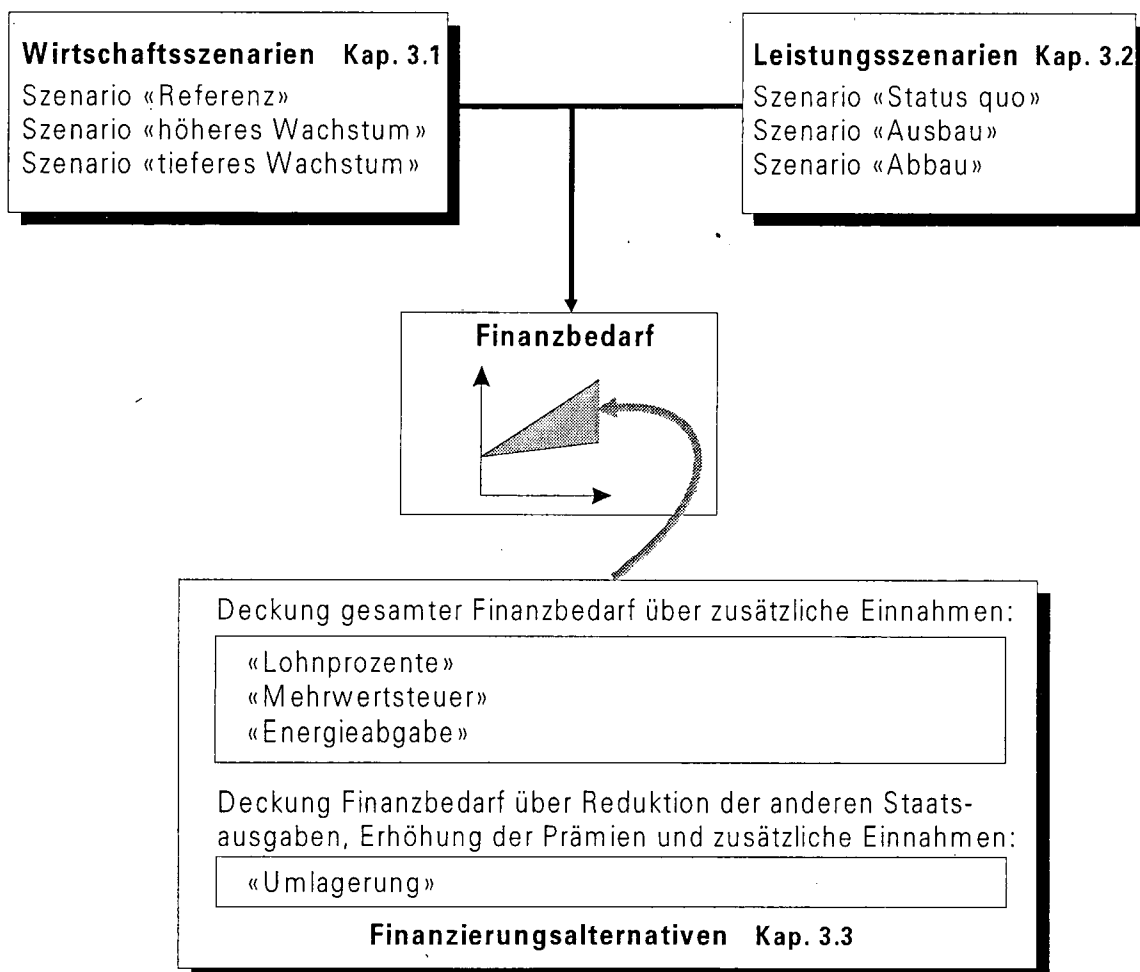 Wirtschaftsszenarien Kap. 3.1
Szenario «Referenz»
Szenario «höheres Wachstum»
Szenario «tieferes Wachstum»
Leistungsszenarien Kap. 3.2
Szenario «Status quo»
Szenario «Ausbau»
Szenario «Abbau»
Finanzbedarf
Deckung gesamter Finanzbedarf über zusätzliche Einnahmen:
«Lohnprozente»
«Mehrwertsteuer»
«Energieabgabe»
Deckung Finanzbedarf über Reduktion der anderen Staats-
ausgaben, Erhöhung der Prämien und zusätzliche Einnahmen:
«Umlagerung»
Finanzierungsalternativen Kap. 3.3